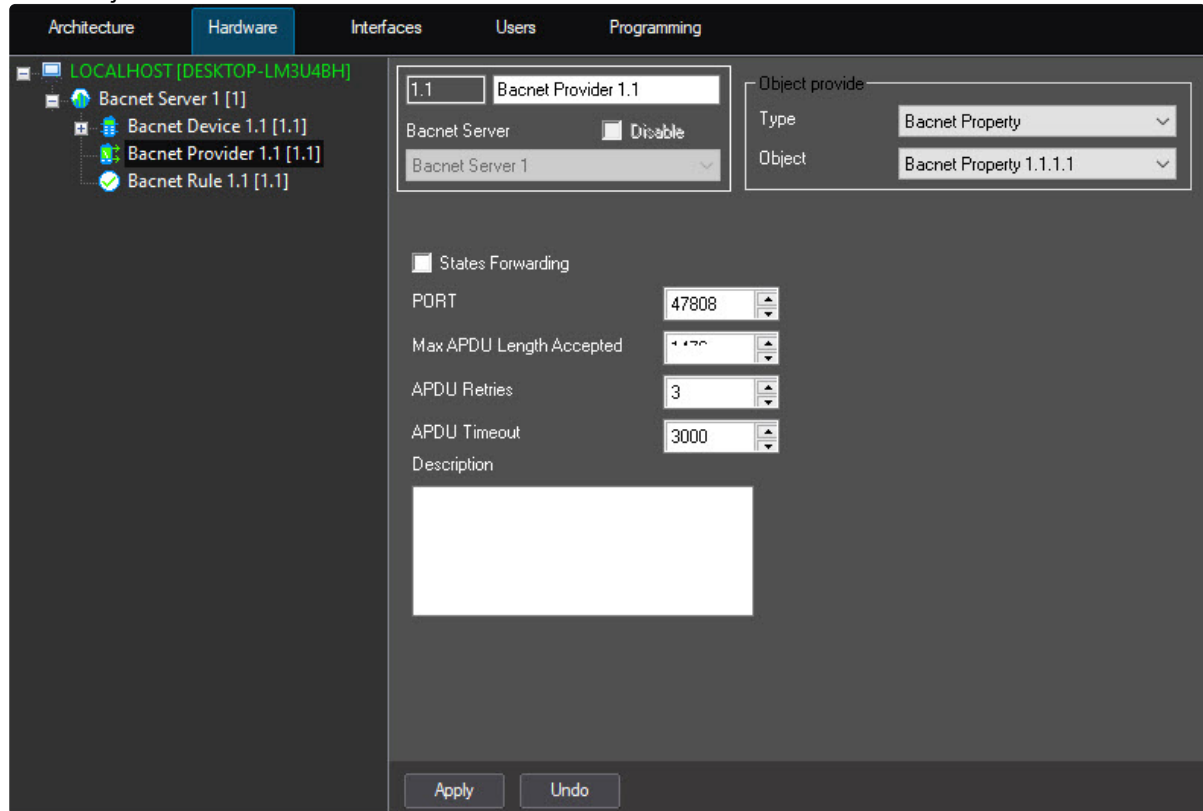 Architecture Hardware Interfaces Users Programming
LOCALHOST [DESKTOP-LM3U4BH]
Bacnet Server 1 [1]
Bacnet Device 1.1 [1.1]
Bacnet Provider 1.1 [1.1]
Bacnet Rule 1.1 [1.1]
1.1 Bacnet Provider 1.1
Bacnet Server Disable
Bacnet Server 1
Object provide
Type Bacnet Property
Object Bacnet Property 1.1.1.1
States Forwarding
PORT 47808
Max APDU Length Accepted
APDU Retries 3
APDU Timeout 3000
Description
Apply Undo